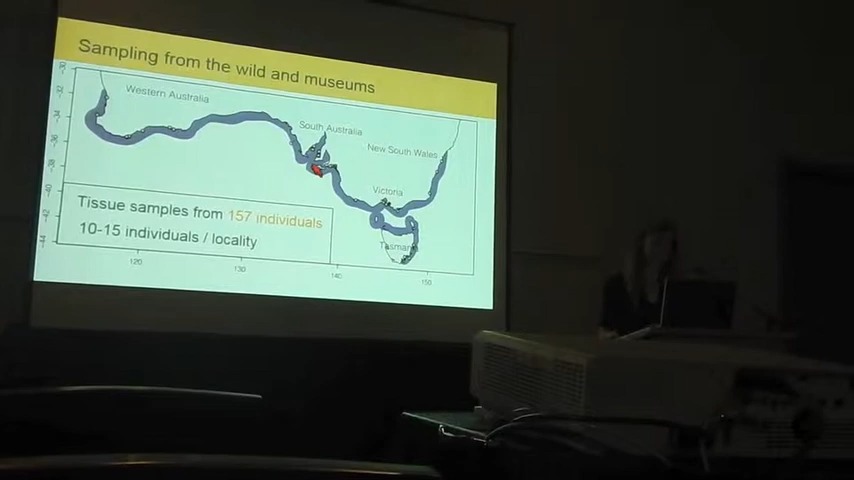 Sampling from the wild and museums
Western Australia
South Australia
New South Wales
Victoria
Tissue samples from 157 individuals
10-15 individuals / locality
120
130
140
150